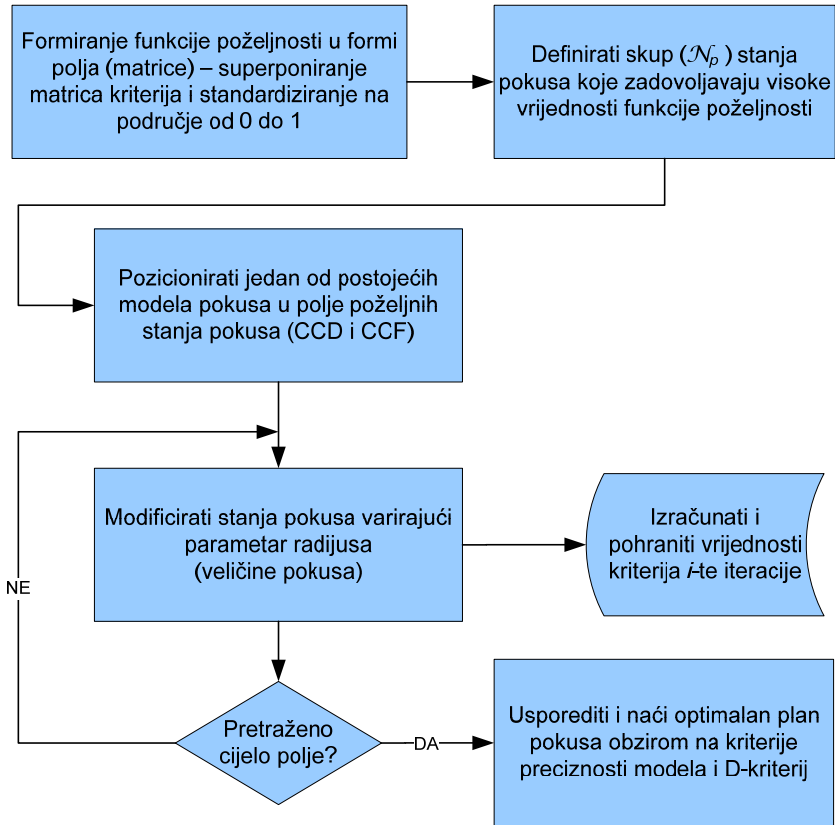 Formiranje funkcije poželjnosti u formi
polja (matrice) – superponiranje
matrica kriterija i standardiziranje na
područje od 0 do 1
Definirati skup (𝒩p ) stanja
pokusa koje zadovoljavaju visoke
vrijednosti funkcije poželjnosti
Pozicionirati jedan od postojećih
modela pokusa u polje poželjnih
stanja pokusa (CCD i CCF)
Modificirati stanja pokusa varirajući
parametar radijusa
(veličine pokusa)
Izračunati i
pohraniti vrijednosti
kriterija i-te iteracije
NE
Pretraženo
cijelo polje?
DA
Usporediti i naći optimalan plan
pokusa obzirom na kriterije
preciznosti modela i D-kriterij